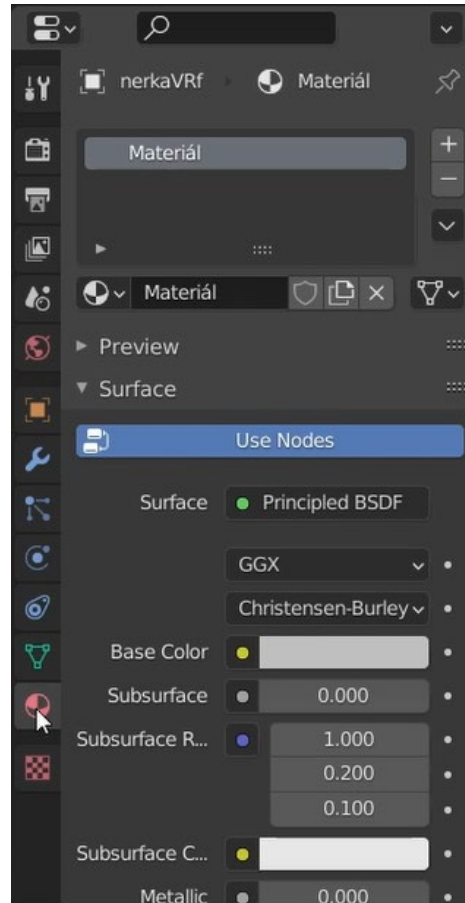 nerkaVRf Materiál
Materiál
Materiál
Preview
Surface
Use Nodes
Surface Principled BSDF
GGX
Christensen-Burley
Base Color
Subsurface 0.000
Subsurface R... 1.000
0.200
0.100
Subsurface C...
Metallic 0.000